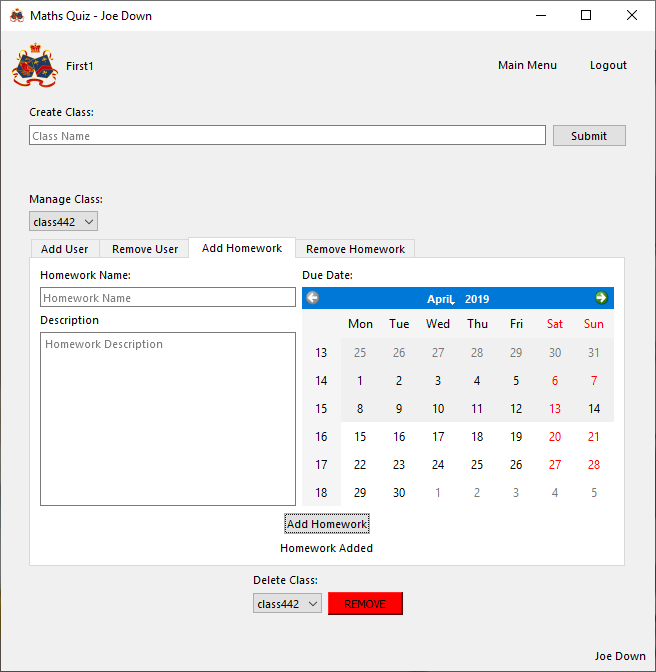 Maths Quiz - Joe Down
First1
Main Menu
Logout
Create Class:
Class Name
Submit
Manage Class:
class442
Add User
Remove User
Add Homework
Remove Homework
Homework Name:
Homework Name
Description
Homework Description
Due Date:
April, 2019
Mon Tue Wed Thu Fri Sat Sun
13 25 26 27 28 29 30 31
14 1 2 3 4 5 6 7
15 8 9 10 11 12 13 14
16 15 16 17 18 19 20 21
17 22 23 24 25 26 27 28
18 29 30 1 2 3 4 5
Add Homework
Homework Added
Delete Class:
class442
REMOVE
Joe Down